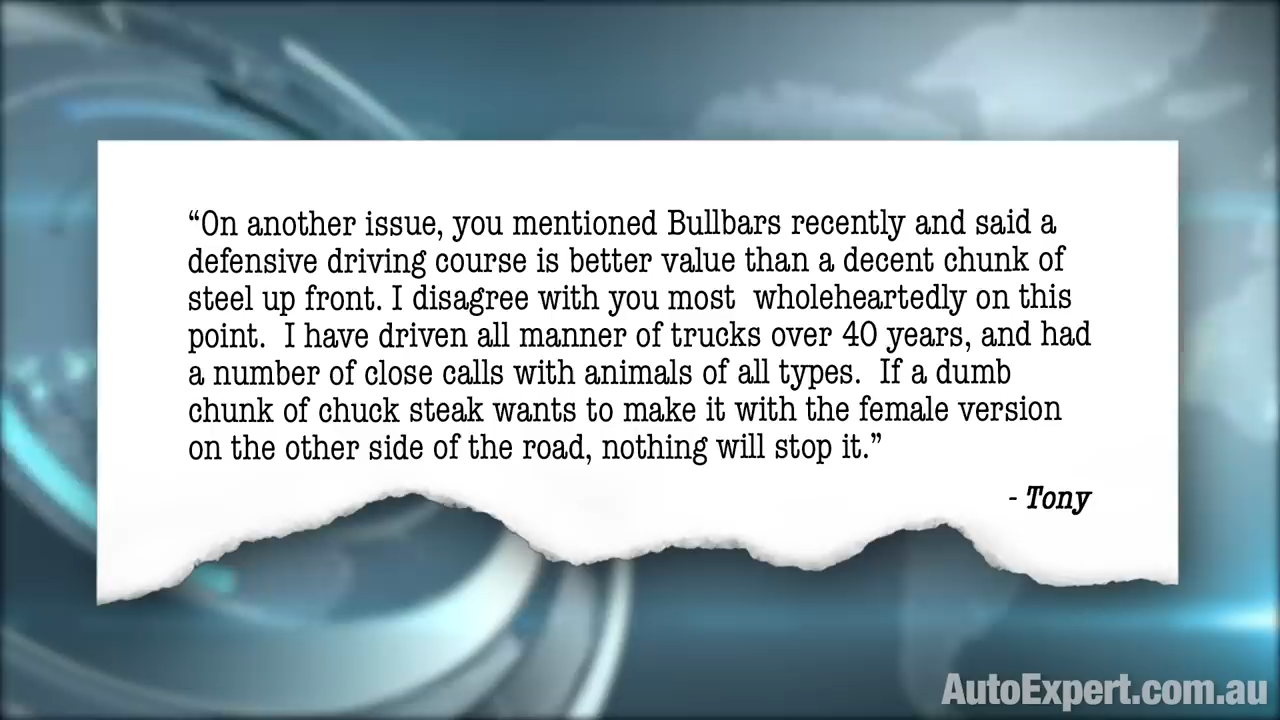 “On another issue, you mentioned Bullbars recently and said a
defensive driving course is better value than a decent chunk of
steel up front. I disagree with you most  wholeheartedly on this
point.  I have driven all manner of trucks over 40 years, and had
a number of close calls with animals of all types.  If a dumb
chunk of chuck steak wants to make it with the female version
on the other side of the road, nothing will stop it.”
- Tony
AutoExpert.com.au